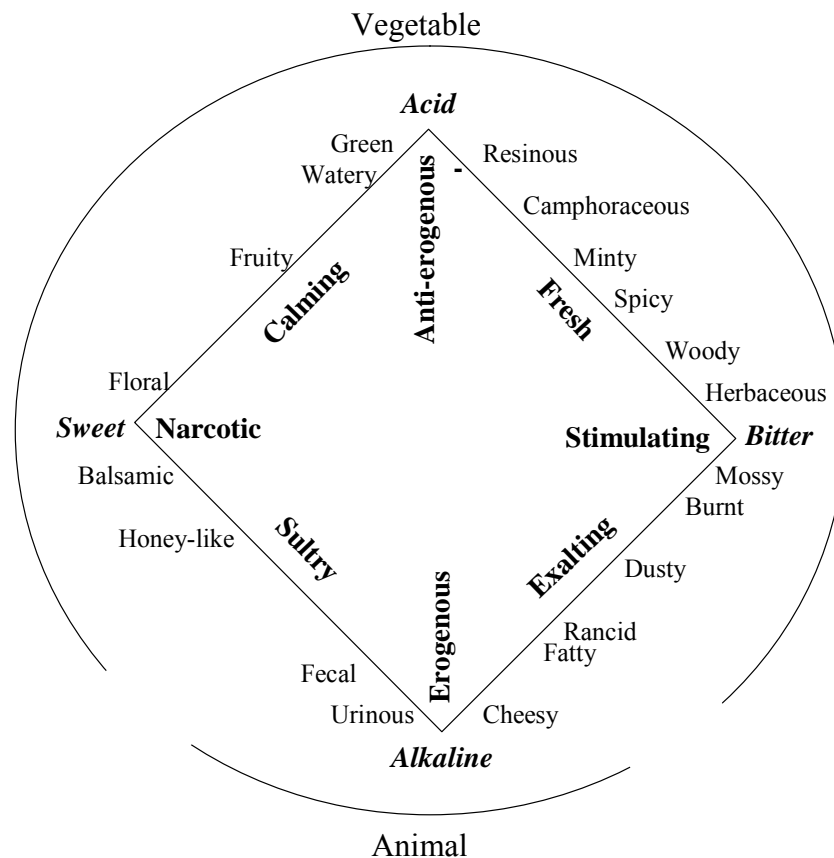 Vegetable
Acid
Green
Resinous
Watery
Anti-erogenous -
Camphoraceous
Fruity
Minty
Calming
Fresh
Spicy
Woody
Floral
Herbaceous
Sweet
Narcotic
Stimulating
Bitter
Balsamic
Mossy
Burnt
Honey-like
Sultry
Exalting
Dusty
Erogenous
Rancid
Fatty
Fecal
Urinous
Cheesy
Alkaline
Animal